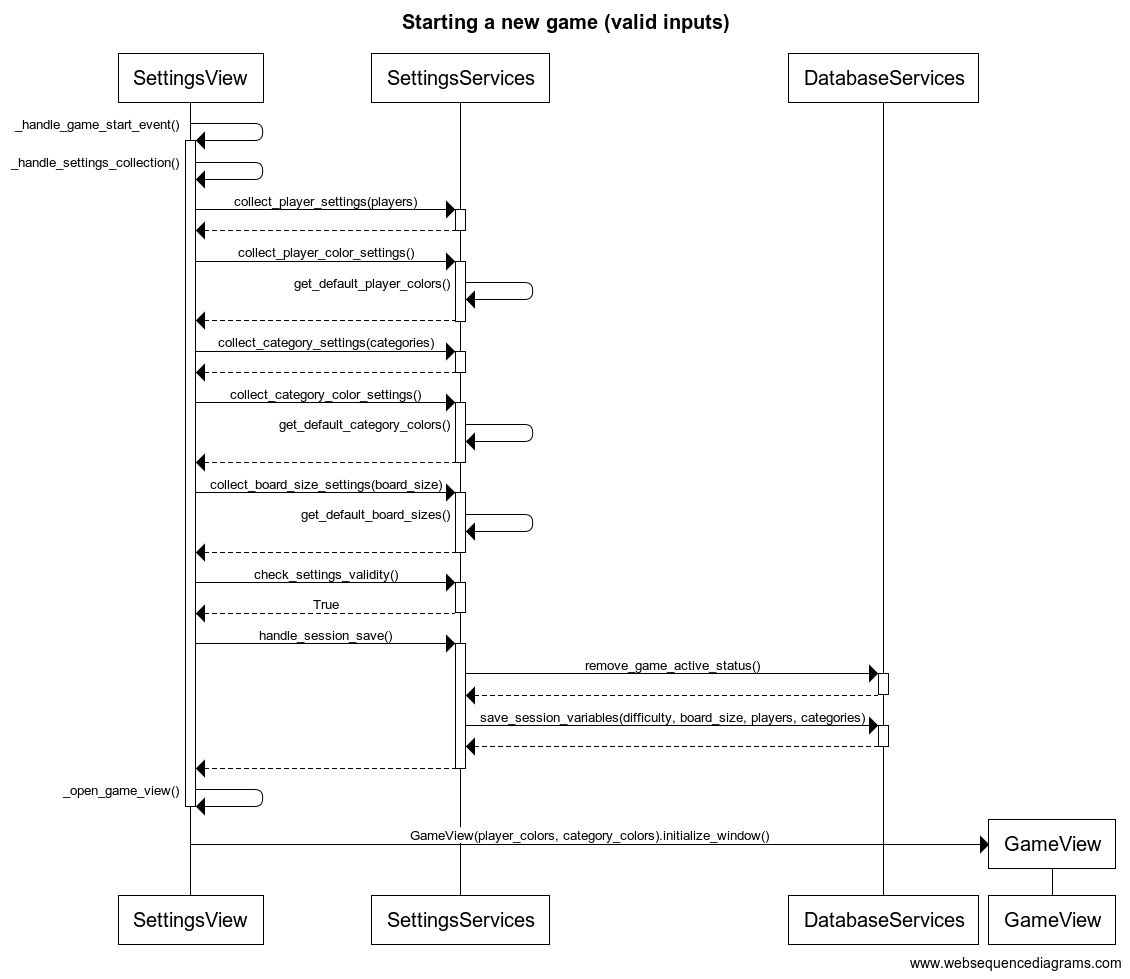 Starting a new game (valid inputs)
SettingsView
SettingsServices
DatabaseServices
_handle_game_start_event()
_handle_settings_collection()
collect_player_settings(players)
collect_player_color_settings()
get_default_player_colors()
collect_category_settings(categories)
collect_category_color_settings()
get_default_category_colors()
collect_board_size_settings(board_size)
get_default_board_sizes()
check_settings_validity()
True
handle_session_save()
remove_game_active_status()
save_session_variables(difficulty, board_size, players, categories)
_open_game_view()
GameView(player_colors, category_colors).initialize_window()
GameView
SettingsView
SettingsServices
DatabaseServices
GameView
www.websequencediagrams.com